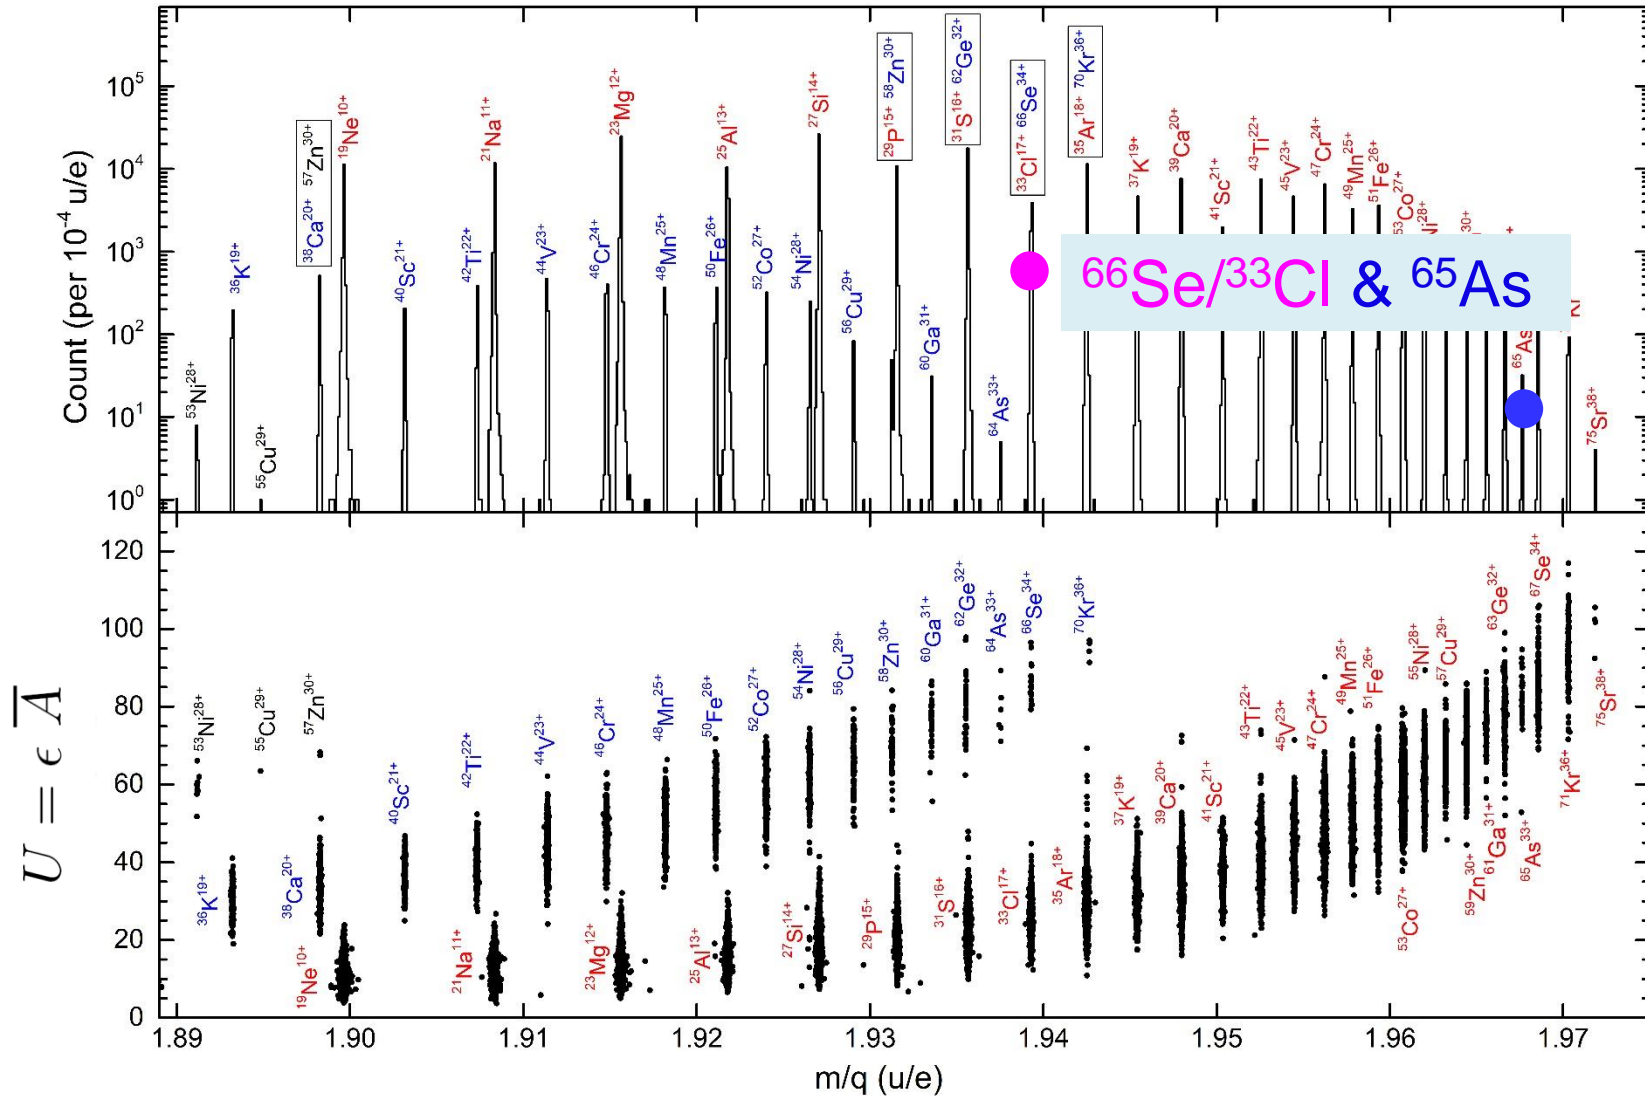 Count (per 10⁻⁴ u/e)
10⁵
10⁴
10³
10²
10¹
10⁰
⁵³Ni²⁸⁺
³⁶K¹⁹⁺
⁵⁵Cu²⁹⁺
³⁸Ca²⁰⁺ ⁵⁷Zn³⁰⁺
¹⁹Ne¹⁰⁺
⁴⁰Sc²¹⁺
⁴²Ti²²⁺
²¹Na¹¹⁺
⁴⁴V²³⁺
⁴⁶Cr²⁴⁺
²³Mg¹²⁺
⁴⁸Mn²⁵⁺
⁵⁰Fe²⁶⁺
²⁵Al¹³⁺
⁵²Co²⁷⁺
⁵⁴Ni²⁸⁺
²⁷Si¹⁴⁺
⁵⁶Cu²⁹⁺
²⁹P¹⁵⁺ ⁵⁸Zn³⁰⁺
⁶⁰Ga³¹⁺
³¹S¹⁶⁺ ⁶²Ge³²⁺
⁶⁴As³³⁺
³³Cl¹⁷⁺ ⁶⁶Se³⁴⁺
³⁵Ar¹⁸⁺ ⁷⁰Kr³⁶⁺
³⁷K¹⁹⁺
³⁹Ca²⁰⁺
⁴¹Sc²¹⁺
⁴³Ti²²⁺
⁴⁵V²³⁺
⁴⁷Cr²⁴⁺
⁴⁹Mn²⁵⁺
⁵¹Fe²⁶⁺
⁵³Co²⁷⁺
Ni²⁸⁺
³⁰⁺
⁶⁵As
⁷⁵Sr³⁸⁺
⁶⁶Se/³³Cl & ⁶⁵As
U = ϵ A̅
120
100
80
60
40
20
0
⁵³Ni²⁸⁺
⁵⁵Cu²⁹⁺
⁵⁷Zn³⁰⁺
³⁶K¹⁹⁺
³⁸Ca²⁰⁺
¹⁹Ne¹⁰⁺
⁴⁰Sc²¹⁺
⁴²Ti²²⁺
²¹Na¹¹⁺
⁴⁴V²³⁺
⁴⁶Cr²⁴⁺
²³Mg¹²⁺
⁴⁸Mn²⁵⁺
⁵⁰Fe²⁶⁺
²⁵Al¹³⁺
⁵²Co²⁷⁺
⁵⁴Ni²⁸⁺
²⁷Si¹⁴⁺
⁵⁶Cu²⁹⁺
⁵⁸Zn³⁰⁺
²⁹P¹⁵⁺
⁶⁰Ga³¹⁺
⁶²Ge³²⁺
³¹S¹⁶⁺
⁶⁴As³³⁺
⁶⁶Se³⁴⁺
³³Cl¹⁷⁺
⁷⁰Kr³⁶⁺
³⁵Ar¹⁸⁺
³⁷K¹⁹⁺
³⁹Ca²⁰⁺
⁴¹Sc²¹⁺
⁴³Ti²²⁺
⁴⁵V²³⁺
⁴⁷Cr²⁴⁺
⁴⁹Mn²⁵⁺
⁵¹Fe²⁶⁺
⁵³Co²⁷⁺
⁵⁵Ni²⁸⁺
⁵⁷Cu²⁹⁺
⁵⁹Zn³⁰⁺
⁶¹Ga³¹⁺
⁶³Ge³²⁺
⁶⁵As³³⁺
⁶⁷Se³⁴⁺
⁷¹Kr³⁶⁺
⁷⁵Sr³⁸⁺
1.89
1.90
1.91
1.92
1.93
1.94
1.95
1.96
1.97
m/q (u/e)